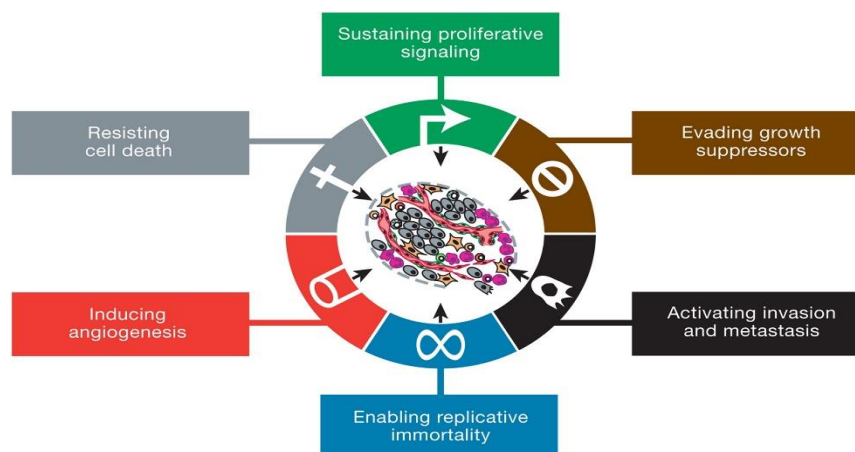 Sustaining proliferative
signaling
Resisting
cell death
Evading growth
suppressors
Inducing
angiogenesis
Activating invasion
and metastasis
Enabling replicative
immortality